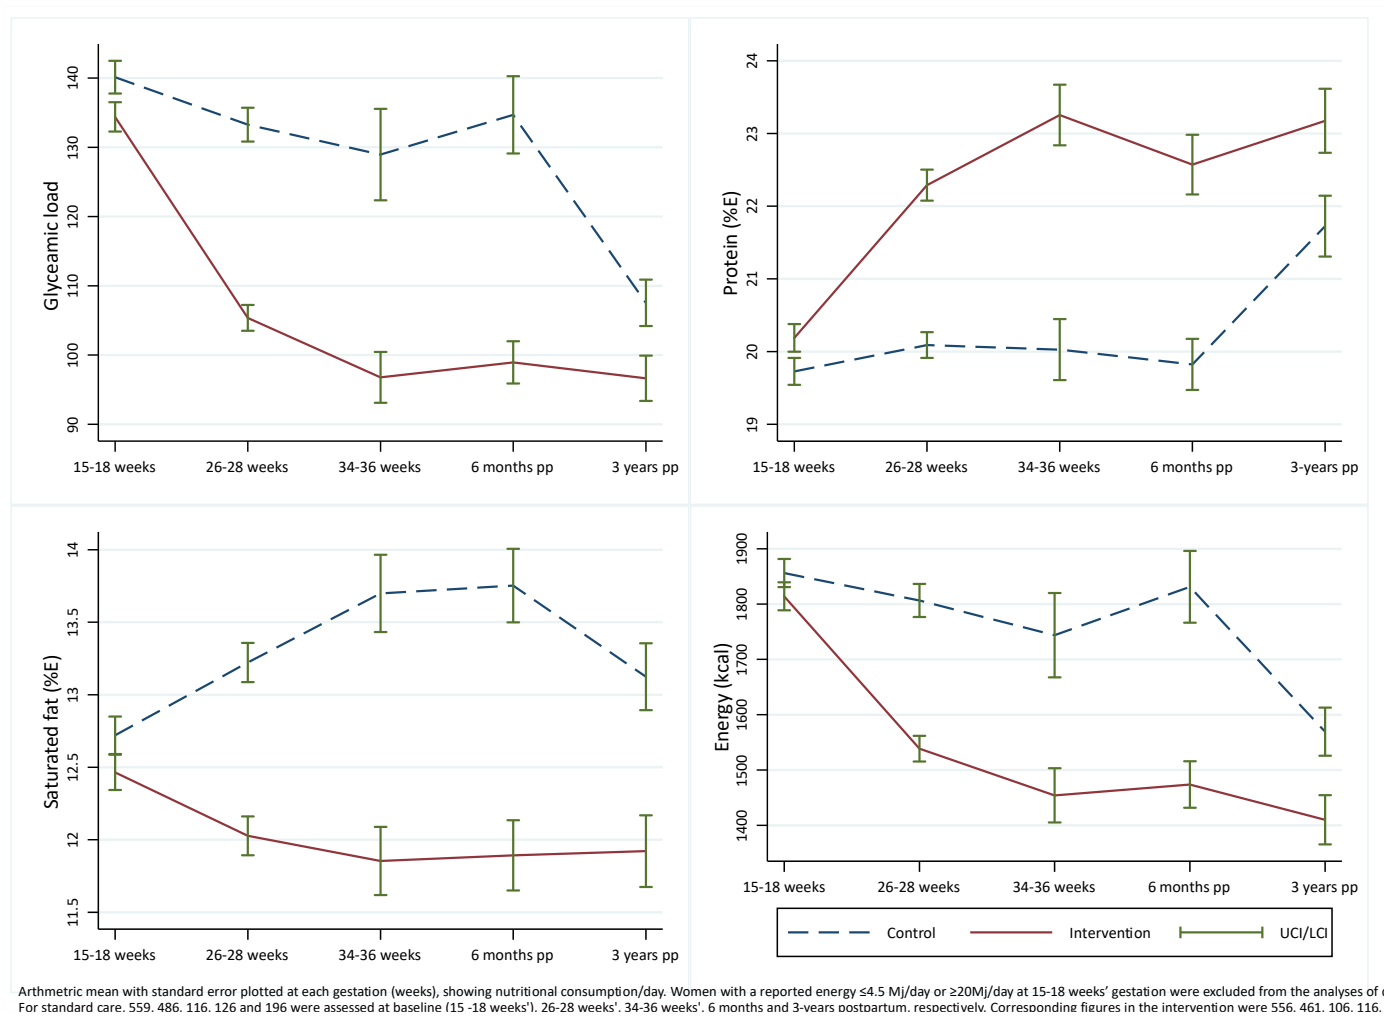 Glyceamic load
140
130
120
110
100
90
15-18 weeks
26-28 weeks
34-36 weeks
6 months pp
3 years pp
Protein (%E)
24
23
22
21
20
19
15-18 weeks
26-28 weeks
34-36 weeks
6 months pp
3-years pp
Saturated fat (%E)
14
13.5
13
12.5
12
11.5
15-18 weeks
26-28 weeks
34-36 weeks
6 months pp
3 years pp
Energy (kcal)
1900
1800
1700
1600
1500
1400
15-18 weeks
26-28 weeks
34-36 weeks
6 months pp
3 years pp
Control
Intervention
UCI/LCI
Arthmetric mean with standard error plotted at each gestation (weeks), showing nutritional consumption/day. Women with a reported energy ≤4.5 Mj/day or ≥20Mj/day at 15-18 weeks' gestation were excluded from the analyses of
For standard care, 559, 486, 116, 126 and 196 were assessed at baseline (15 -18 weeks'), 26-28 weeks', 34-36 weeks', 6 months and 3-years postpartum, respectively. Corresponding figures in the intervention were 556, 461, 106, 116,